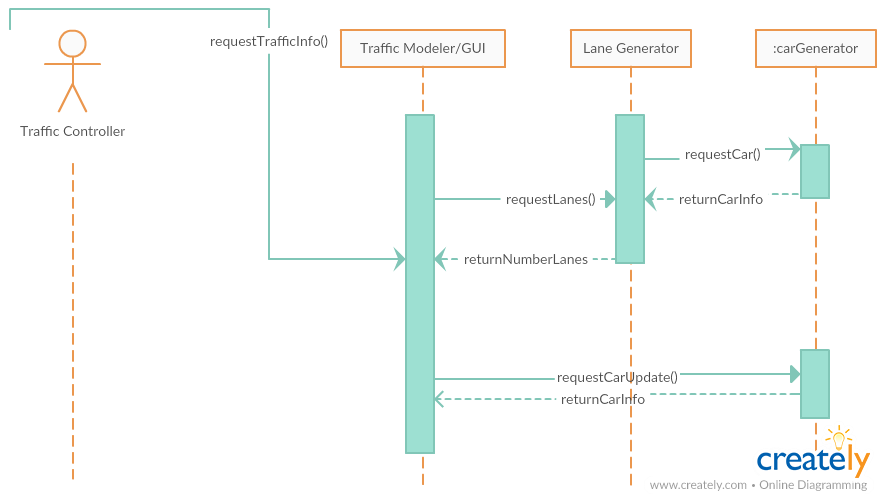 requestTrafficInfo()
Traffic Modeler/GUI
Lane Generator
:carGenerator
Traffic Controller
requestCar()
requestLanes()
returnCarInfo
returnNumberLanes
requestCarUpdate()
returnCarInfo
creately
www.creately.com • Online Diagramming